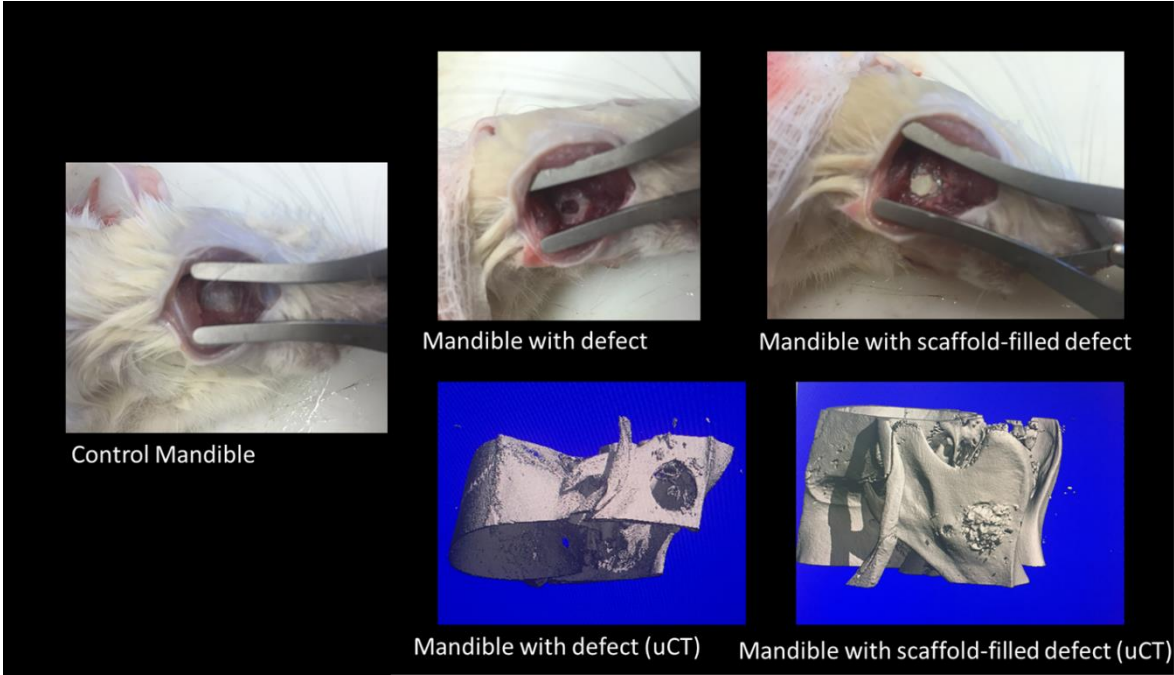 Mandible with defect
Mandible with scaffold-filled defect
Control Mandible
Mandible with defect (uCT)
Mandible with scaffold-filled defect (uCT)